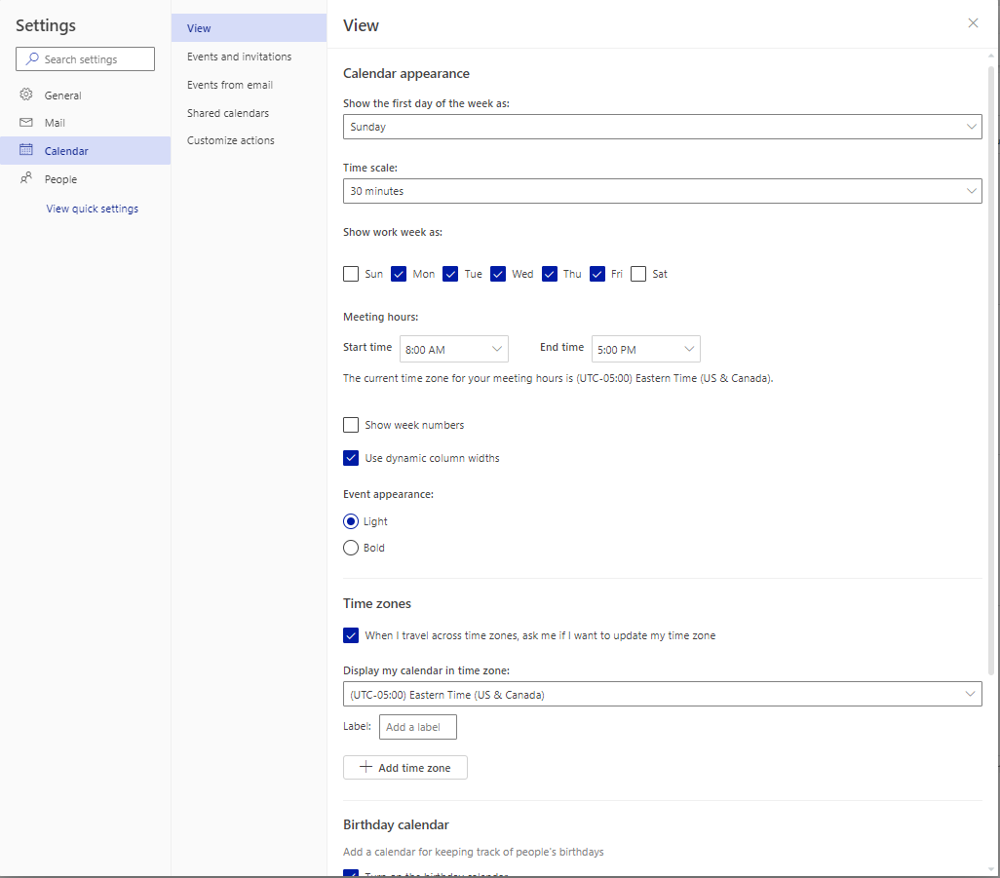 Settings
Search settings
General
Mail
Calendar
People
View quick settings
View
Events and invitations
Events from email
Shared calendars
Customize actions
View
Calendar appearance
Show the first day of the week as:
Sunday
Time scale:
30 minutes
Show work week as:
Sun Mon Tue Wed Thu Fri Sat
Meeting hours:
Start time 8:00 AM End time 5:00 PM
The current time zone for your meeting hours is (UTC-05:00) Eastern Time (US & Canada).
Show week numbers
Use dynamic column widths
Event appearance:
Light
Bold
Time zones
When I travel across time zones, ask me if I want to update my time zone
Display my calendar in time zone:
(UTC-05:00) Eastern Time (US & Canada)
Label: Add a label
Add time zone
Birthday calendar
Add a calendar for keeping track of people's birthdays
Turn on the birthday calendar